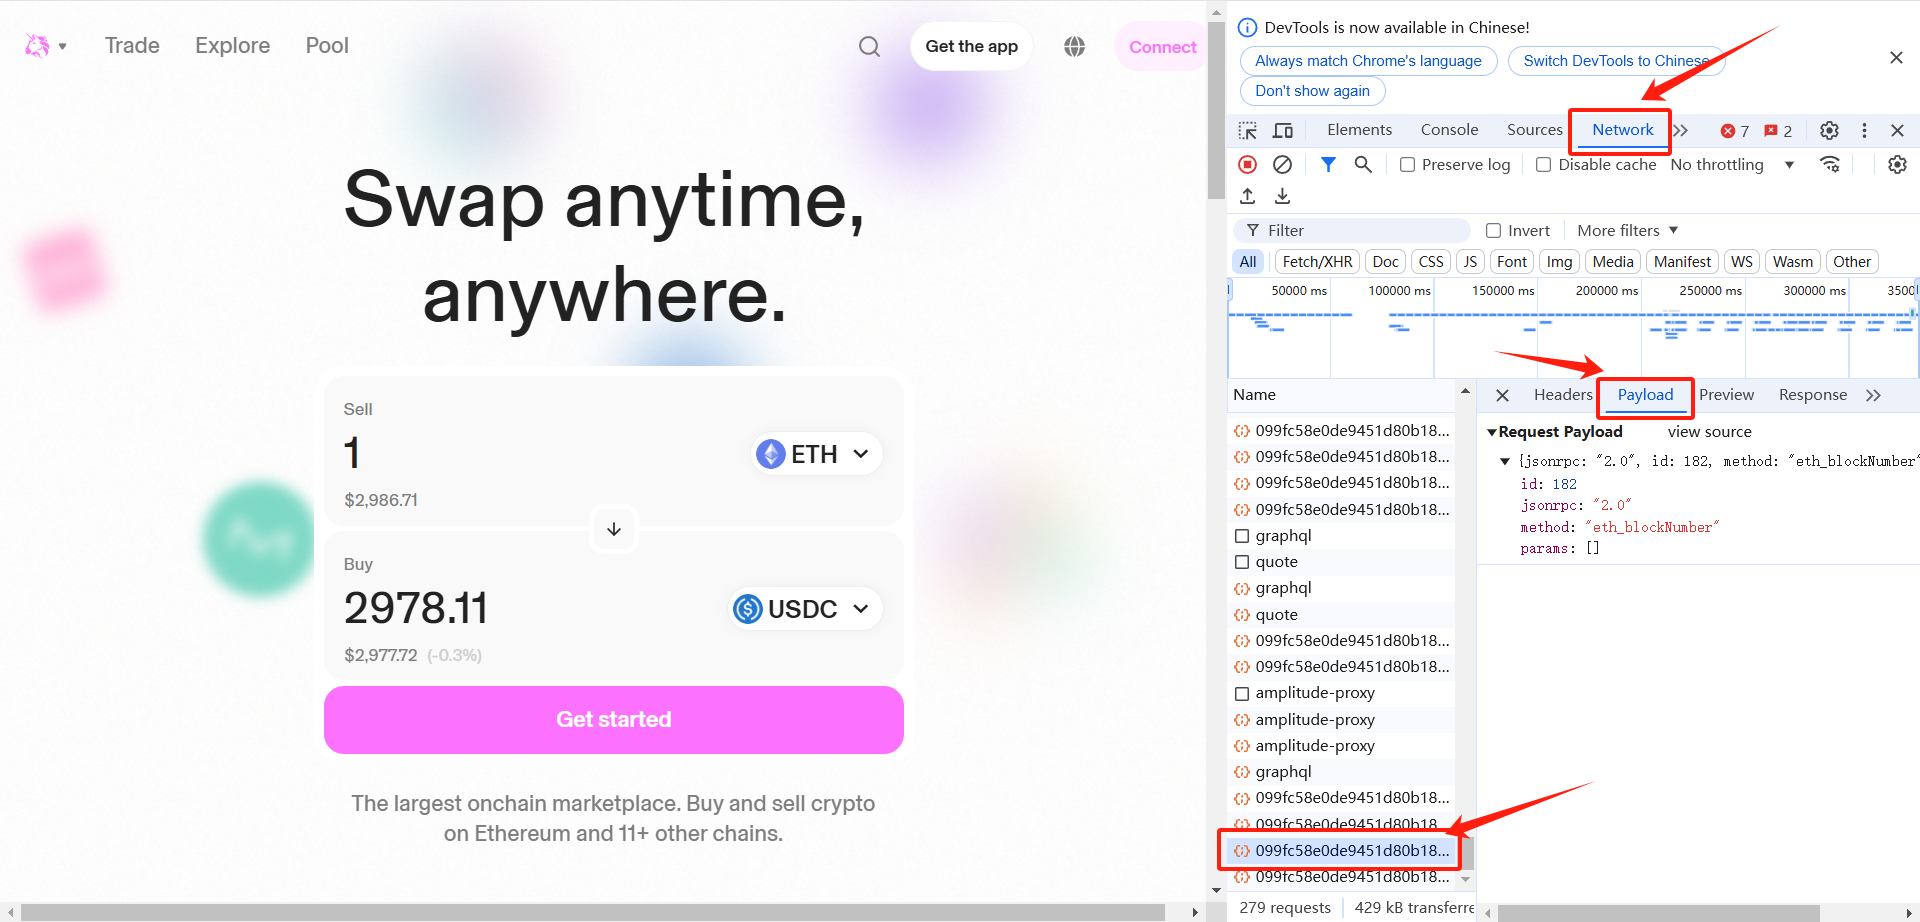 Trade Explore Pool Get the app Connect
Swap anytime,
anywhere.
Sell
1 ETH
$2,986.71
Buy
2978.11 USDC
$2,977.72 (-0.3%)
Get started
The largest onchain marketplace. Buy and sell crypto
on Ethereum and 11+ other chains.
DevTools is now available in Chinese!
Always match Chrome's language Switch DevTools to Chinese
Don't show again
Elements Console Sources Network 7 2
Preserve log Disable cache No throttling
Filter Invert More filters
All Fetch/XHR Doc CSS JS Font Img Media Manifest WS Wasm Other
50000 ms 100000 ms 150000 ms 200000 ms 250000 ms 300000 ms 3500
Name
099fc58e0de9451d80b18...
099fc58e0de9451d80b18...
099fc58e0de9451d80b18...
099fc58e0de9451d80b18...
graphql
quote
graphql
quote
099fc58e0de9451d80b18...
099fc58e0de9451d80b18...
amplitude-proxy
amplitude-proxy
amplitude-proxy
graphql
099fc58e0de9451d80b18...
099fc58e0de9451d80b18
099fc58e0de9451d80b18...
099fc58e0de9451d80b18...
279 requests 429 kB transferre
Headers Payload Preview Response
Request Payload view source
{jsonrpc: "2.0", id: 182, method: "eth_blockNumber"
id: 182
jsonrpc: "2.0"
method: "eth_blockNumber"
params: []